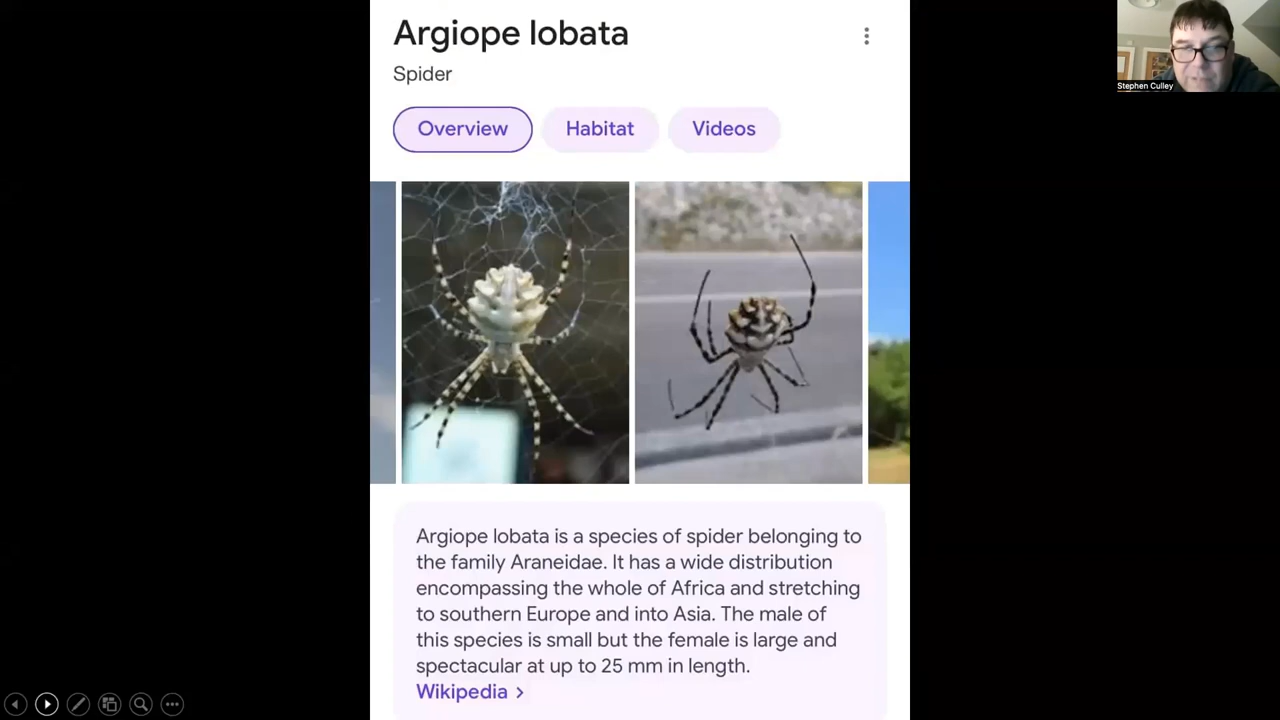 Argiope lobata
Spider
Overview
Habitat
Videos
Argiope lobata is a species of spider belonging to
the family Araneidae. It has a wide distribution
encompassing the whole of Africa and stretching
to southern Europe and into Asia. The male of
this species is small but the female is large and
spectacular at up to 25 mm in length.
Wikipedia >
Stephen Culley